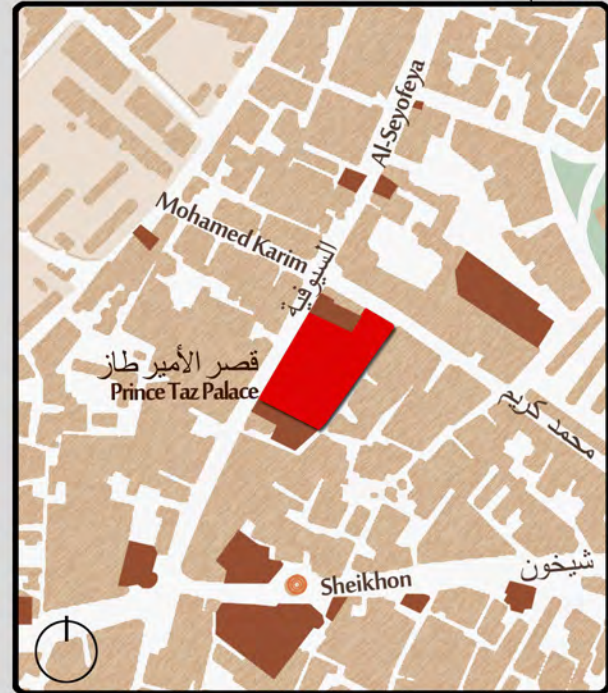 Al-Seyofeya
Mohamed Karim
السيوفية
قصر الأمير طاز
Prince Taz Palace
محمد كريم
شيخون
Sheikhon